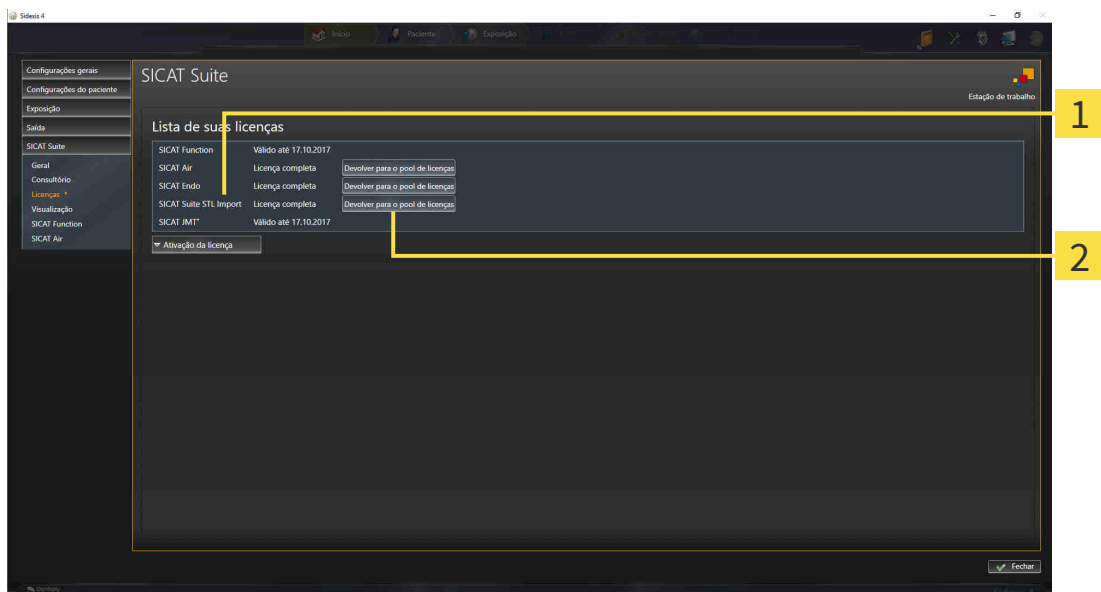 Sidexis 4
Início Paciente Exposição
Configurações gerais
Configurações do paciente
Exposição
Saída
SICAT Suite
Geral
Consultório
Licenças *
Visualização
SICAT Function
SICAT Air
SICAT Suite
Estação de trabalho
Lista de suas licenças
SICAT Function Válido até 17.10.2017
SICAT Air Licença completa Devolver para o pool de licenças
SICAT Endo Licença completa Devolver para o pool de licenças
SICAT Suite STL Import Licença completa Devolver para o pool de licenças
SICAT JMT+ Válido até 17.10.2017
Ativação da licença
1
2
Fechar